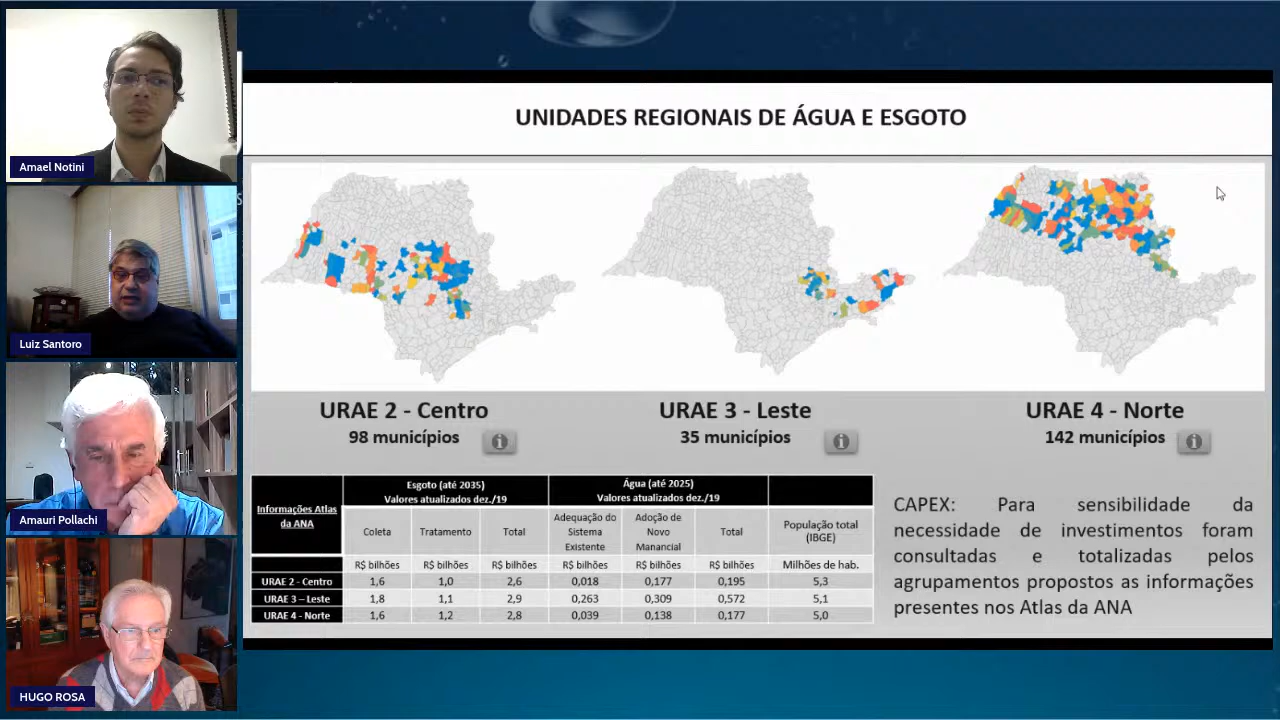 Amael Notini
Luiz Santoro
Amauri Pollachi
HUGO ROSA
UNIDADES REGIONAIS DE ÁGUA E ESGOTO
URAE 2 - Centro
98 municípios
URAE 3 - Leste
35 municípios
URAE 4 - Norte
142 municípios
Informações Atlas da ANA
Esgoto (até 2035)
Valores atualizados dez./19
Água (até 2025)
Valores atualizados dez./19
Coleta Tratamento Total Adequação do Sistema Existente Adoção de Novo Manancial Total População total (IBGE)
R$ bilhões R$ bilhões R$ bilhões R$ bilhões R$ bilhões R$ bilhões Milhões de hab.
URAE 2 - Centro 1,6 1,0 2,6 0,018 0,177 0,195 5,3
URAE 3 – Leste 1,8 1,1 2,9 0,263 0,309 0,572 5,1
URAE 4 - Norte 1,6 1,2 2,8 0,039 0,138 0,177 5,0
CAPEX: Para sensibilidade da
necessidade de investimentos foram
consultadas e totalizadas pelos
agrupamentos propostos as informações
presentes nos Atlas da ANA